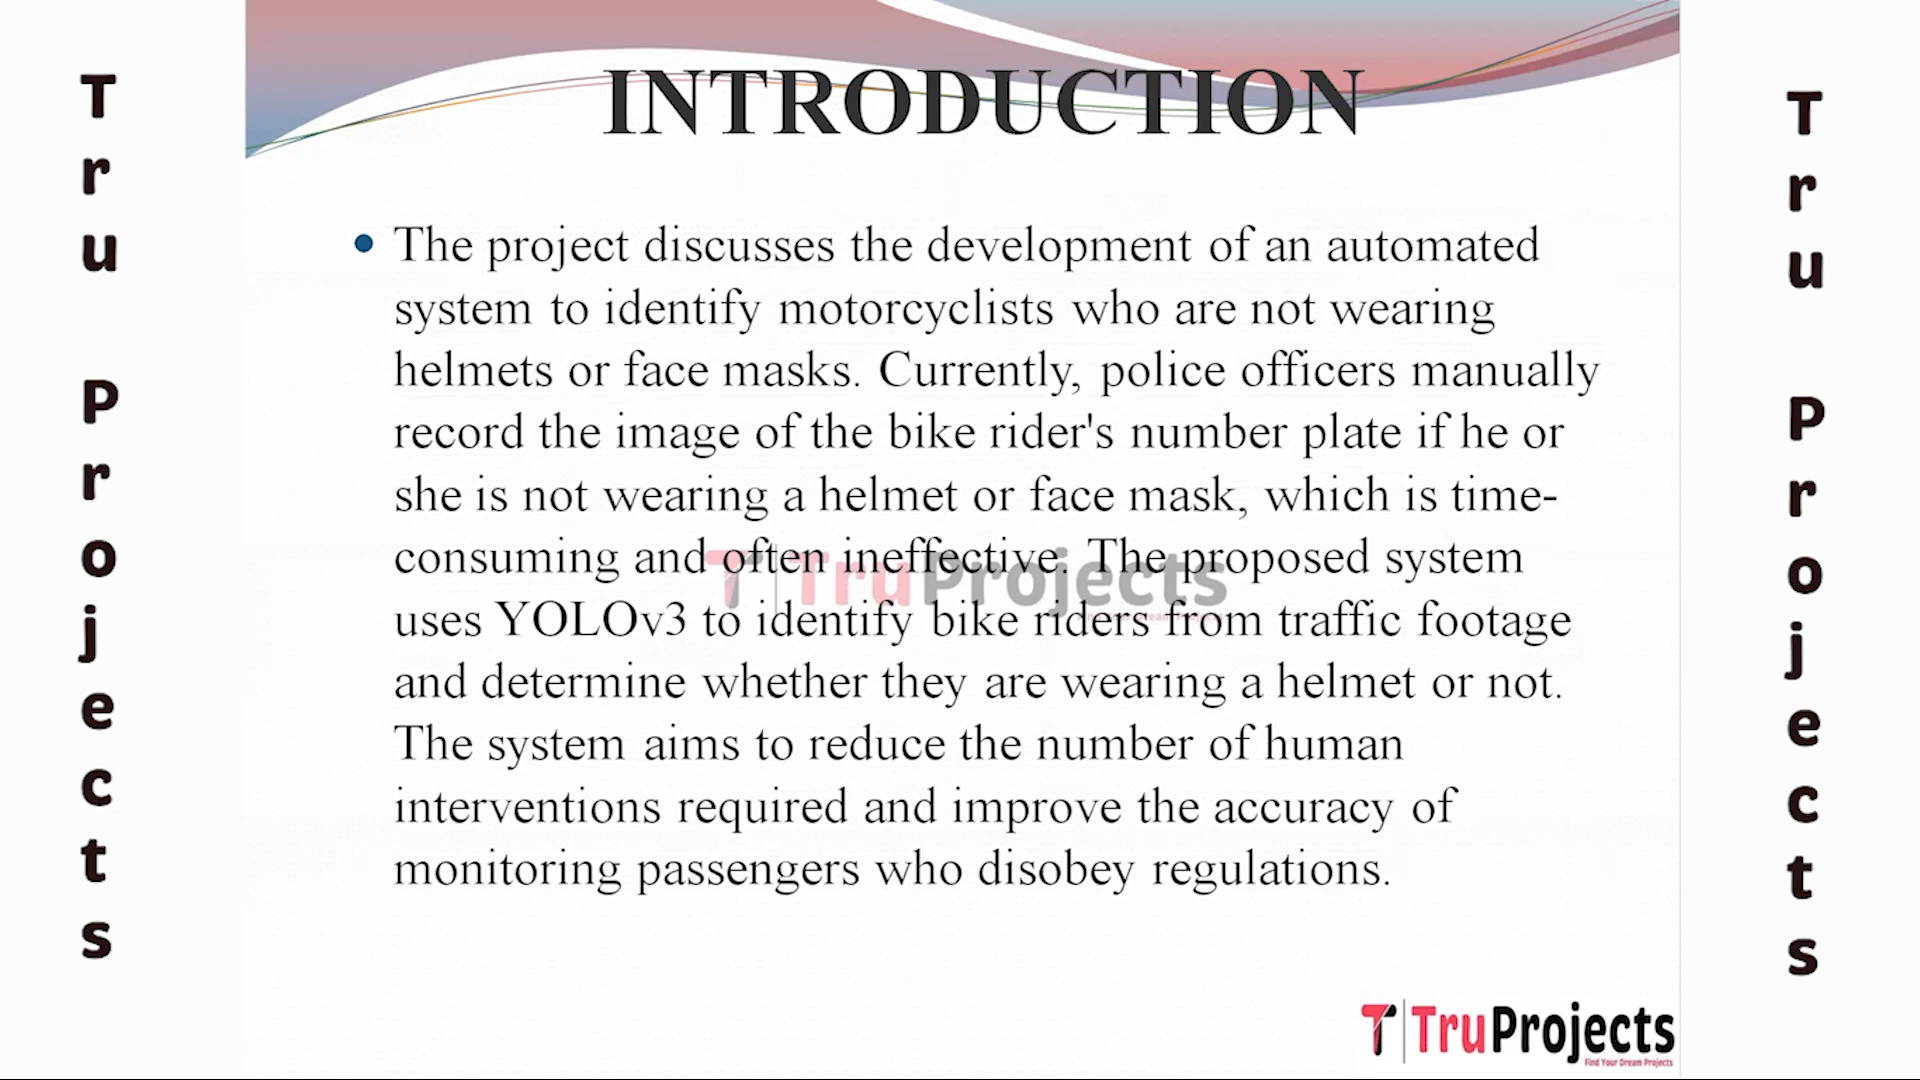 INTRODUCTION
• The project discusses the development of an automated
system to identify motorcyclists who are not wearing
helmets or face masks. Currently, police officers manually
record the image of the bike rider's number plate if he or
she is not wearing a helmet or face mask, which is time-
consuming and often ineffective. The proposed system
uses YOLOv3 to identify bike riders from traffic footage
and determine whether they are wearing a helmet or not.
The system aims to reduce the number of human
interventions required and improve the accuracy of
monitoring passengers who disobey regulations.
TruProjects
TruProjects
Find Your Dream Projects
Tru Projects
Tru Projects